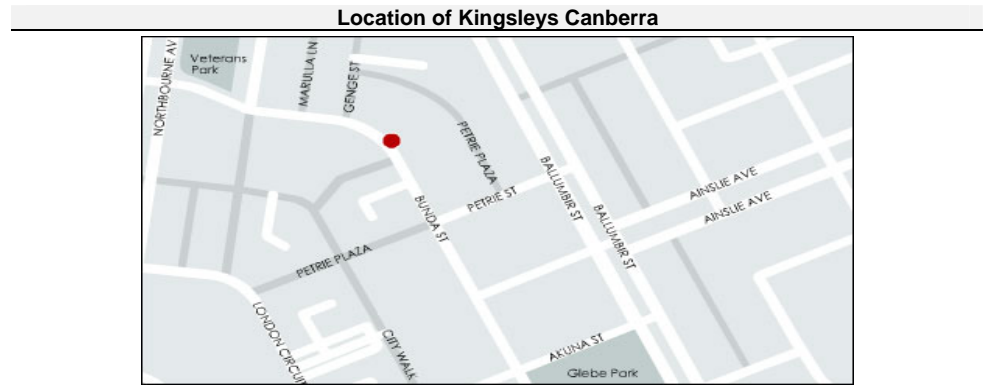 Location of Kingsleys Canberra
NORTHBOURNE AV
Veterans
Park
MARULLA LN
GENGE ST
PETRIE PLAZA
BALLUMBIR ST
AINSLIE AVE
PETRIE ST
BUNDA ST
BALLUMBIR ST
AINSLIE AVE
PETRIE PLAZA
LONDON CIRCUI
CITY WALK
AKUNA ST
Glebe Park